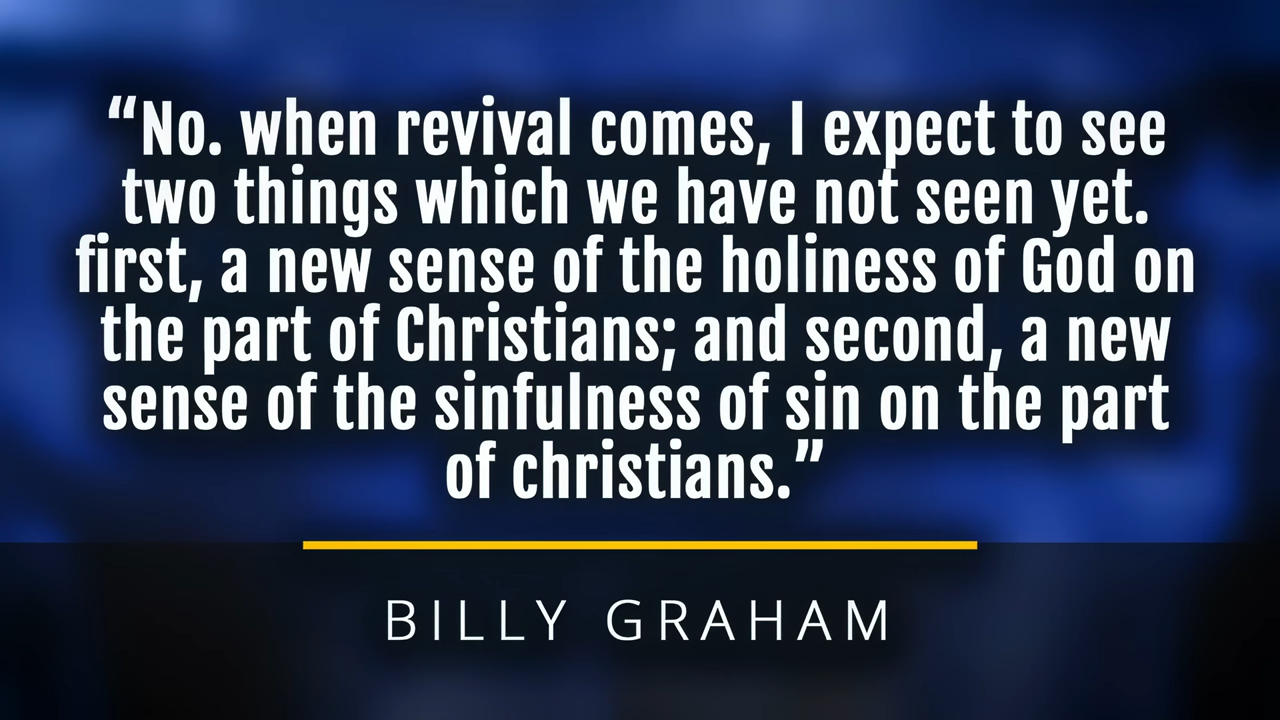 “No. when revival comes, I expect to see
two things which we have not seen yet.
first, a new sense of the holiness of God on
the part of Christians; and second, a new
sense of the sinfulness of sin on the part
of christians.”
BILLY GRAHAM